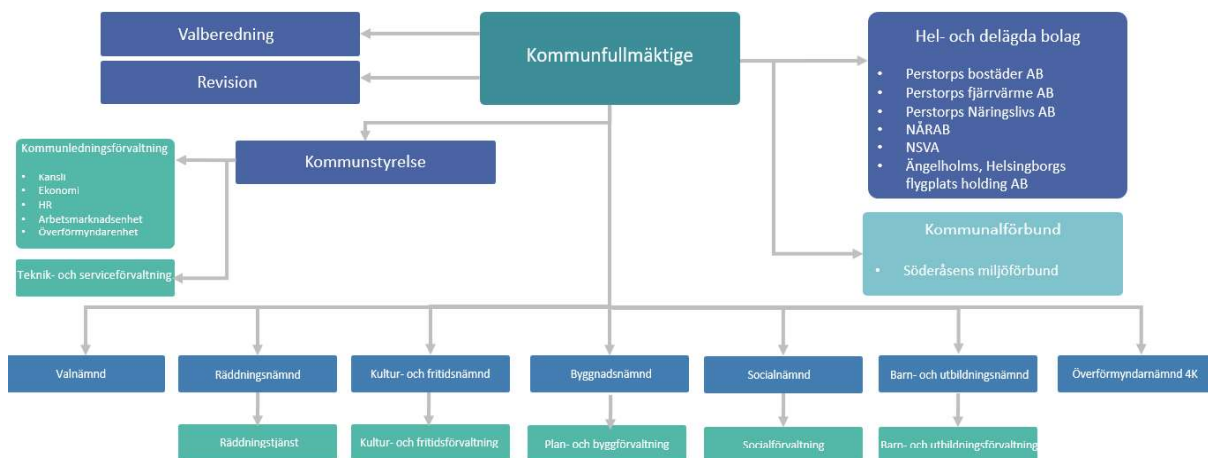 Valberedning
Kommunfullmäktige
Revision
Hel- och delägda bolag
• Perstorps bostäder AB
• Perstorps fjärrvärme AB
• Perstorps Näringslivs AB
• NÅRAB
• NSVA
• Ängelholms, Helsingborgs
flygplats holding AB
Kommunledningsförvaltning
• Kansli
• Ekonomi
• HR
• Arbetsmarknadsenhet
• Överförmyndarenhet
Kommunstyrelse
Kommunalförbund
• Söderåsens miljöförbund
Teknik- och serviceförvaltning
Valnämnd
Räddningsnämnd
Kultur- och fritidsnämnd
Byggnadsnämnd
Socialnämnd
Barn- och utbildningsnämnd
Överförmyndarnämnd 4K
Räddningstjänst
Kultur- och fritidsförvaltning
Plan- och byggförvaltning
Socialförvaltning
Barn- och utbildningsförvaltning